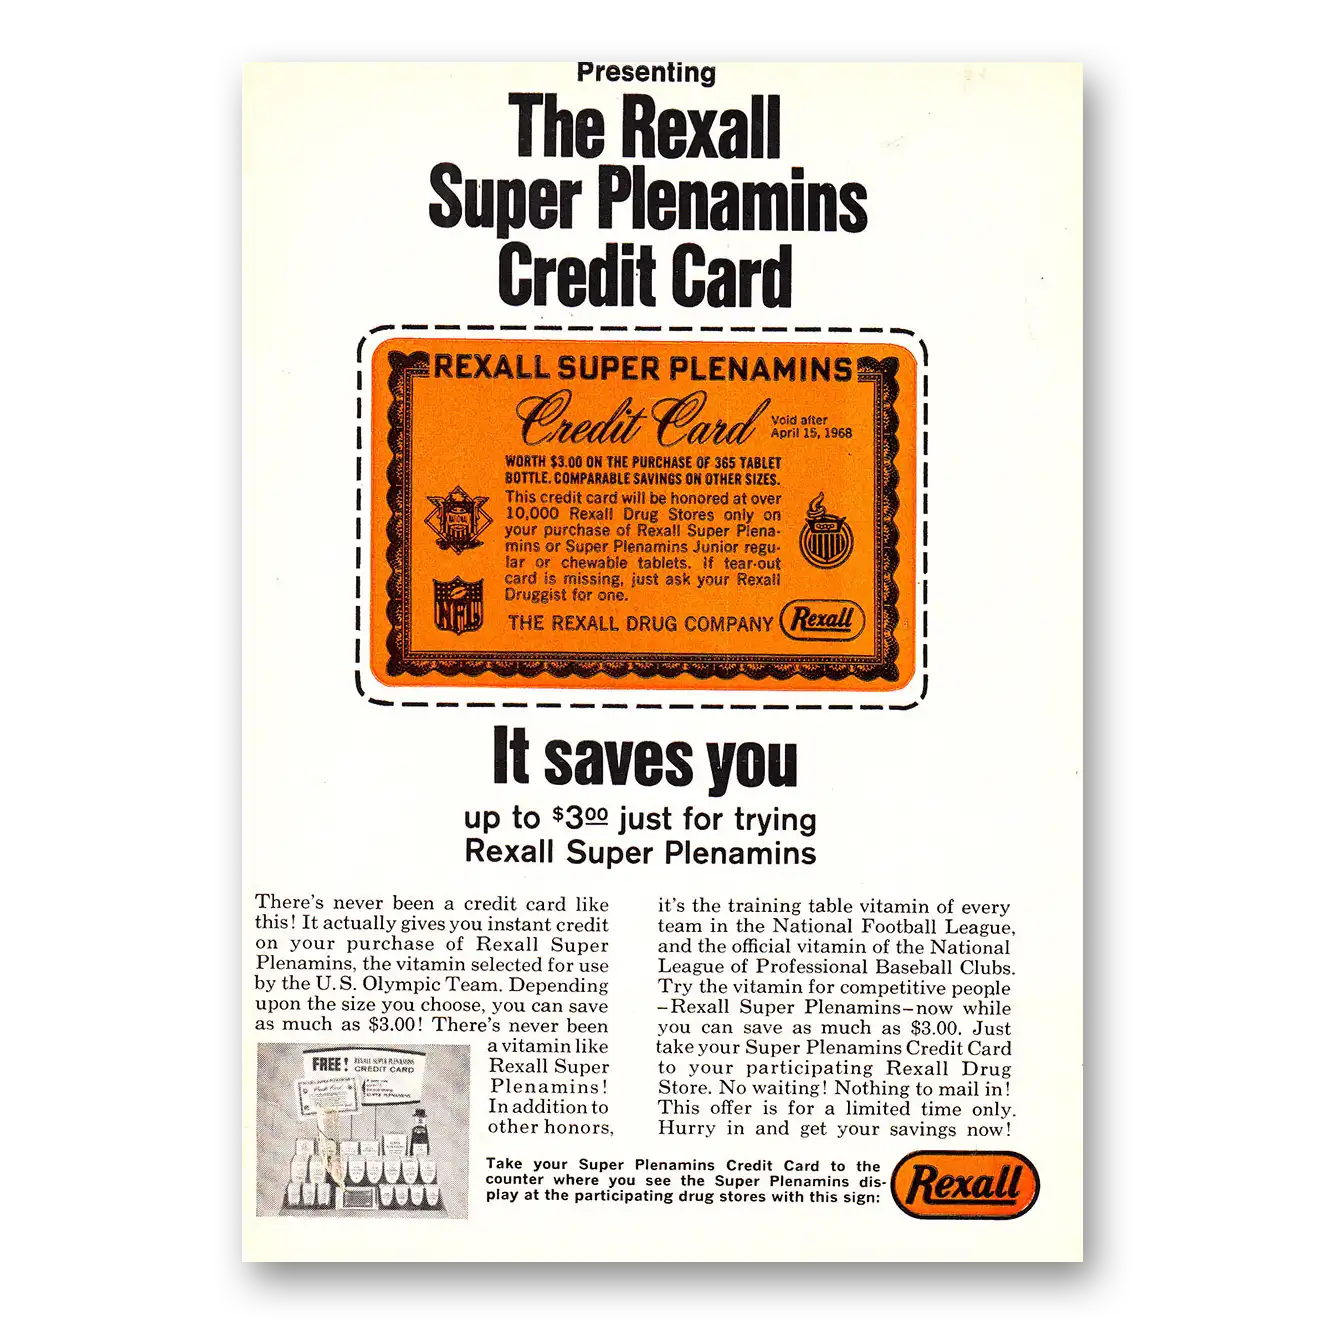 Presenting
The Rexall
Super Plenamins
Credit Card
REXALL SUPER PLENAMINS
Credit Card
Void after
April 15, 1968
WORTH $3.00 ON THE PURCHASE OF 365 TABLET
BOTTLE. COMPARABLE SAVINGS ON OTHER SIZES.
This credit card will be honored at over
10,000 Rexall Drug Stores only on
your purchase of Rexall Super Plena-
mins or Super Plenamins Junior regu-
lar or chewable tablets. If tear-out
card is missing, just ask your Rexall
Druggist for one.
NATIONAL
NFL
THE REXALL DRUG COMPANY
Rexall
It saves you
up to $300 just for trying
Rexall Super Plenamins
There's never been a credit card like
this! It actually gives you instant credit
on your purchase of Rexall Super
Plenamins, the vitamin selected for use
by the U.S. Olympic Team. Depending
upon the size you choose, you can save
as much as $3.00! There's never been
a vitamin like
Rexall Super
Plenamins!
In addition to
other honors,
FREE! REXALL SUPER PLENAMINS
CREDIT CARD
it's the training table vitamin of every
team in the National Football League,
and the official vitamin of the National
League of Professional Baseball Clubs.
Try the vitamin for competitive people
–Rexall Super Plenamins–now while
you can save as much as $3.00. Just
take your Super Plenamins Credit Card
to your participating Rexall Drug
Store. No waiting! Nothing to mail in!
This offer is for a limited time only.
Hurry in and get your savings now!
Take your Super Plenamins Credit Card to the
counter where you see the Super Plenamins dis-
play at the participating drug stores with this sign:
Rexall